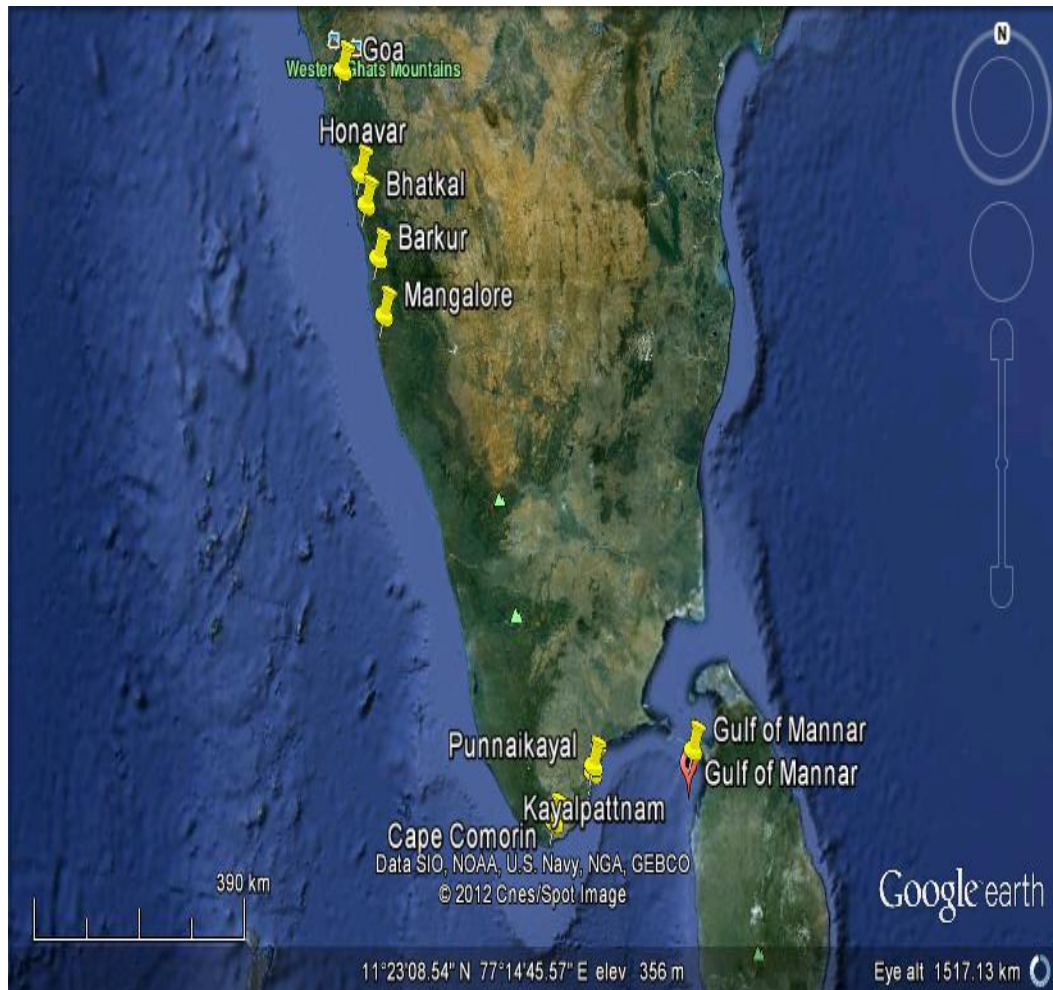 N
Goa
Western Ghats Mountains
Honavar
Bhatkal
Barkur
Mangalore
Gulf of Mannar
Punnaikayal
Gulf of Mannar
Kayalpattnam
Cape Comorin
Data SIO, NOAA, U.S. Navy, NGA, GEBCO
© 2012 Cnes/Spot Image
390 km
Google earth
11°23'08.54" N 77°14'45.57" E elev 356 m
Eye alt 1517.13 km